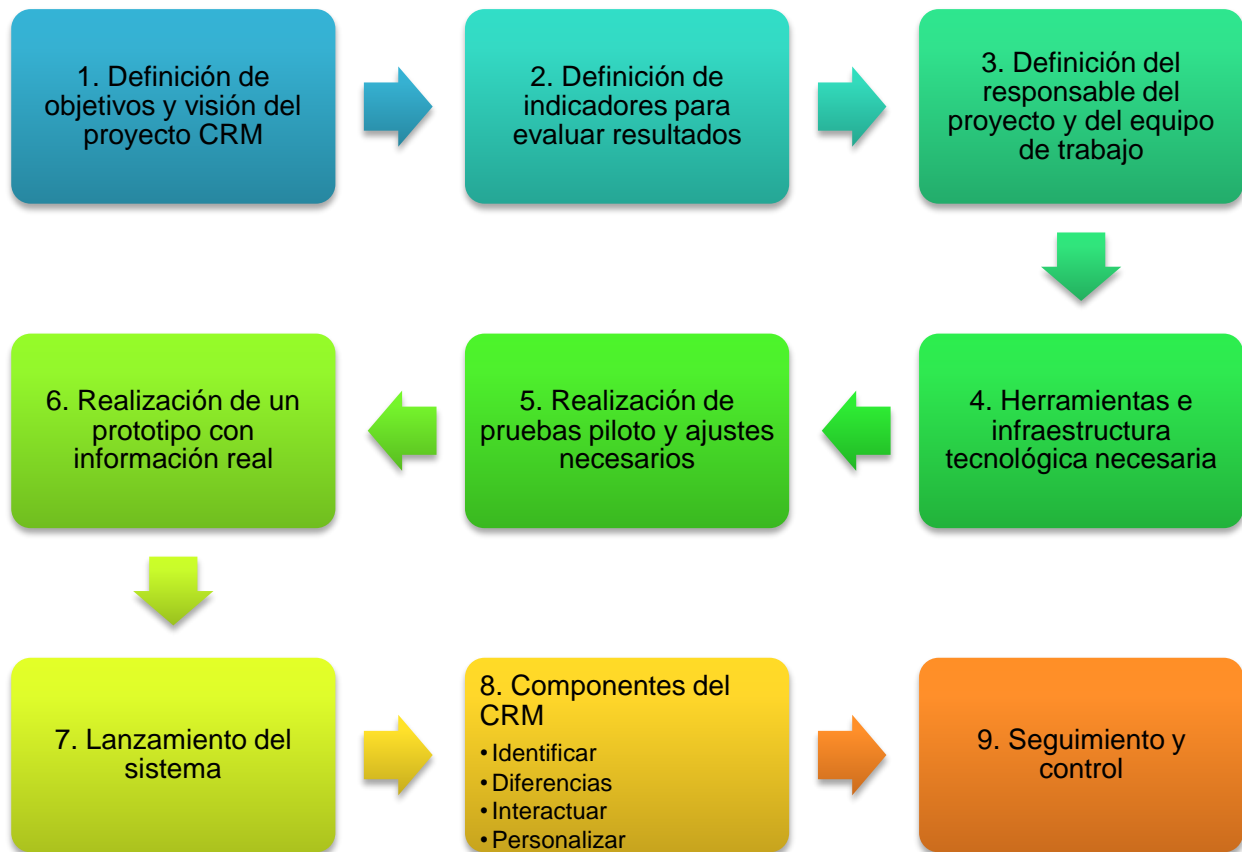 1. Definición de
objetivos y visión del
proyecto CRM
2. Definición de
indicadores para
evaluar resultados
3. Definición del
responsable del
proyecto y del equipo
de trabajo
4. Herramientas e
infraestructura
tecnológica necesaria
5. Realización de
pruebas piloto y ajustes
necesarios
6. Realización de un
prototipo con
información real
7. Lanzamiento del
sistema
8. Componentes del
CRM
• Identificar
• Diferencias
• Interactuar
• Personalizar
9. Seguimiento y
control